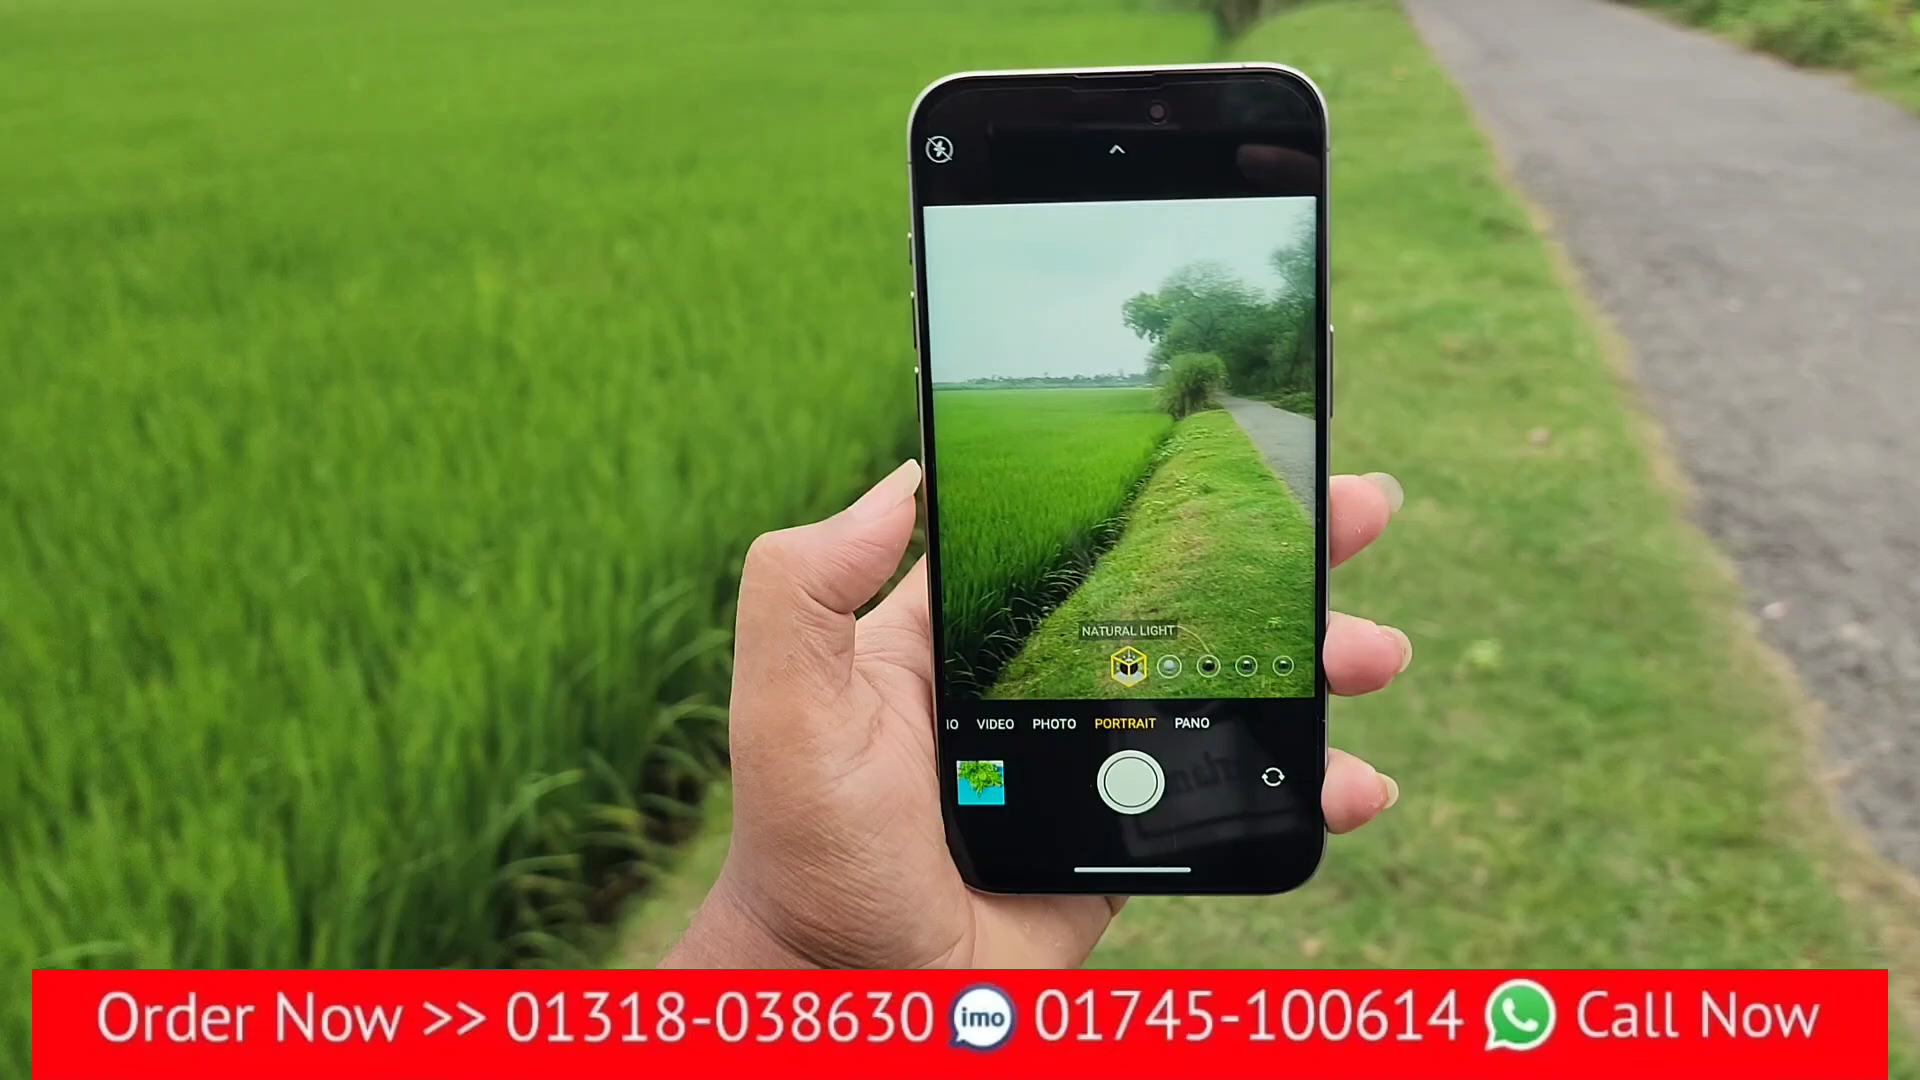 NATURAL LIGHT
IO VIDEO PHOTO PORTRAIT PANO
Order Now >> 01318-038630 imo 01745-100614 Call Now